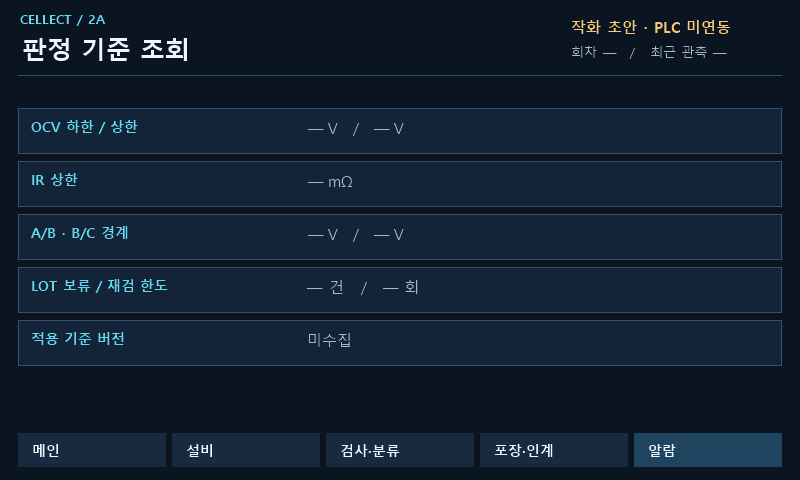 CELLECT / 2A
판정 기준 조회
작화 초안 · PLC 미연동
회차 — / 최근 관측 —
OCV 하한 / 상한 — V / — V
IR 상한 — mΩ
A/B · B/C 경계 — V / — V
LOT 보류 / 재검 한도 — 건 / — 회
적용 기준 버전 미수집
메인 설비 검사·분류 포장·인계 알람